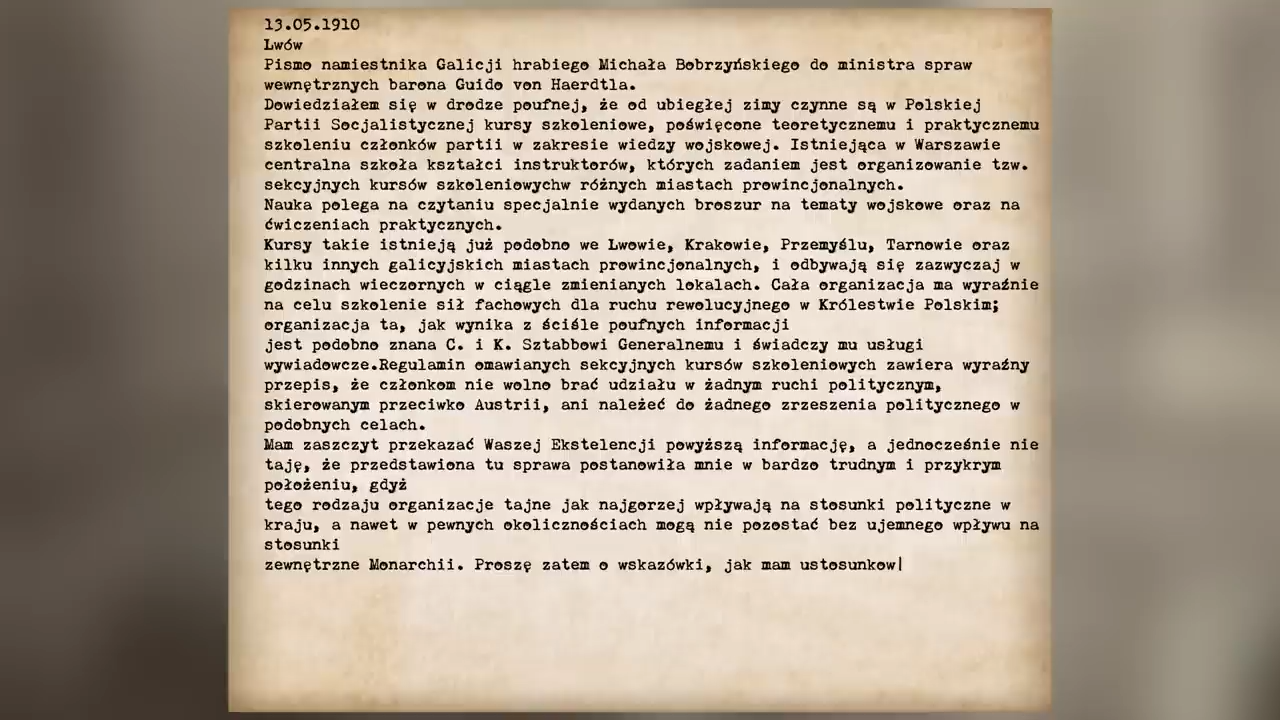 13.05.1910
Lwów
Pismo namiestnika Galicji hrabiego Michała Bobrzyńskiego do ministra spraw
wewnętrznych barona Guido von Haerdtla.
Dowiedziałem się w drodze poufnej, że od ubiegłej zimy czynne są w Polskiej
Partii Socjalistycznej kursy szkoleniowe, poświęcone teoretycznemu i praktycznemu
szkoleniu członków partii w zakresie wiedzy wojskowej. Istniejąca w Warszawie
centralna szkoła kształci instruktorów, których zadaniem jest organizowanie tzw.
sekcyjnych kursów szkoleniowychw różnych miastach prowincjonalnych.
Nauka polega na czytaniu specjalnie wydanych broszur na tematy wojskowe oraz na
ćwiczeniach praktycznych.
Kursy takie istnieją już podobno we Lwowie, Krakowie, Przemyślu, Tarnowie oraz
kilku innych galicyjskich miastach prowincjonalnych, i odbywają się zazwyczaj w
godzinach wieczornych w ciągle zmienianych lokalach. Cała organizacja ma wyraźnie
na celu szkolenie sił fachowych dla ruchu rewolucyjnego w Królestwie Polskim;
organizacja ta, jak wynika z ściśle poufnych informacji
jest podobno znana C. i K. Sztabbowi Generalnemu i świadczy mu usługi
wywiadowcze.Regulamin omawianych sekcyjnych kursów szkoleniowych zawiera wyraźny
przepis, że członkom nie wolno brać udziału w żadnym ruchi politycznym,
skierowanym przeciwko Austrii, ani należeć do żadnego zrzeszenia politycznego w
podobnych celach.
Mam zaszczyt przekazać Waszej Ekstelencji powyższą informację, a jednocześnie nie
taję, że przedstawiona tu sprawa postanowiła mnie w bardzo trudnym i przykrym
położeniu, gdyż
tego rodzaju organizacje tajne jak najgorzej wpływają na stosunki polityczne w
kraju, a nawet w pewnych okolicznościach mogą nie pozostać bez ujemnego wpływu na
stosunki
zewnętrzne Monarchii. Proszę zatem o wskazówki, jak mam ustosunkow|